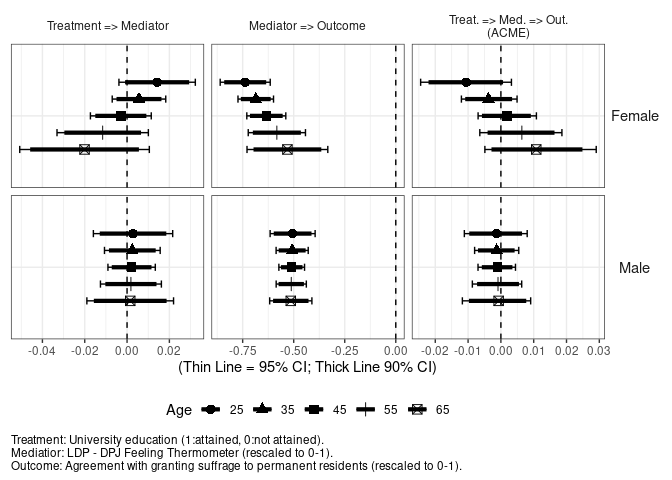 Treatment => Mediator
Mediator => Outcome
Treat. => Med. => Out.
(ACME)
Female
Male
-0.04 -0.02 0.00 0.02
-0.75 -0.50 -0.25 0.00
-0.02 -0.01 0.00 0.01 0.02 0.03
(Thin Line = 95% CI; Thick Line 90% CI)
Age 25 35 45 55 65
Treatment: University education (1:attained, 0:not attained).
Mediatior: LDP - DPJ Feeling Thermometer (rescaled to 0-1).
Outcome: Agreement with granting suffrage to permanent residents (rescaled to 0-1).